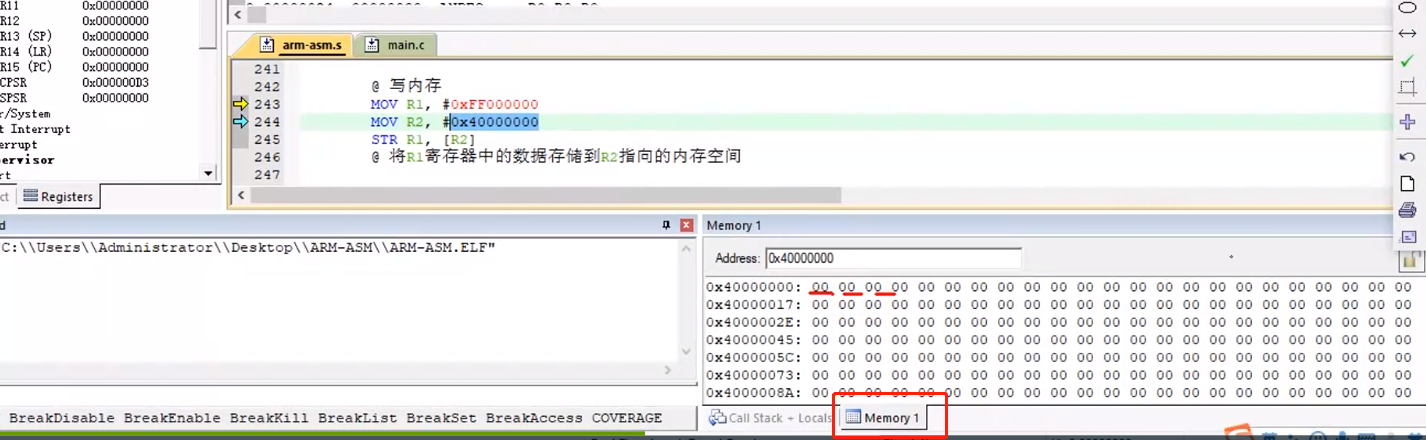 R11 0x00000000
R12 0x00000000
R13 (SP) 0x00000000
R14 (LR) 0x00000000
R15 (PC) 0x00000000
CPSR 0x000000D3
SPSR 0x00000000
r/System
t Interrupt
pervisor
rt
ct Registers
arm-asm.s main.c
241
242 @ 写内存
243 MOV R1, #0xFF000000
244 MOV R2, #0x40000000
245 STR R1, [R2]
246 @ 将R1寄存器中的数据存储到R2指向的内存空间
247
d
C:\\Users\\Administrator\\Desktop\\ARM-ASM\\ARM-ASM.ELF"
BreakDisable BreakEnable BreakKill BreakList BreakSet BreakAccess COVERAGE
Memory 1
Address: 0x40000000
0x40000000: 00 00 00 00 00 00 00 00 00 00 00 00 00 00 00 00 00 00 00 00 00 00 00
0x40000017: 00 00 00 00 00 00 00 00 00 00 00 00 00 00 00 00 00 00 00 00 00 00 00
0x4000002E: 00 00 00 00 00 00 00 00 00 00 00 00 00 00 00 00 00 00 00 00 00 00 00
0x40000045: 00 00 00 00 00 00 00 00 00 00 00 00 00 00 00 00 00 00 00 00 00 00 00
0x4000005C: 00 00 00 00 00 00 00 00 00 00 00 00 00 00 00 00 00 00 00 00 00 00 00
0x40000073: 00 00 00 00 00 00 00 00 00 00 00 00 00 00 00 00 00 00 00 00 00 00 00
0x4000008A: 00 00 00 00 00 00 00 00 00 00 00 00 00 00 00 00 00 00 00 00 00 00 00
Call Stack + Locals Memory 1